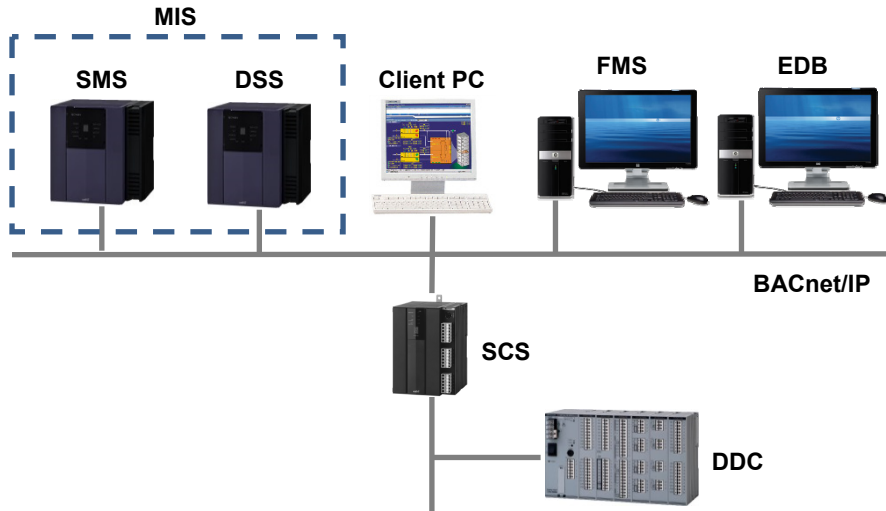 MIS
SMS
DSS
Client PC
FMS
EDB
BACnet/IP
SCS
DDC